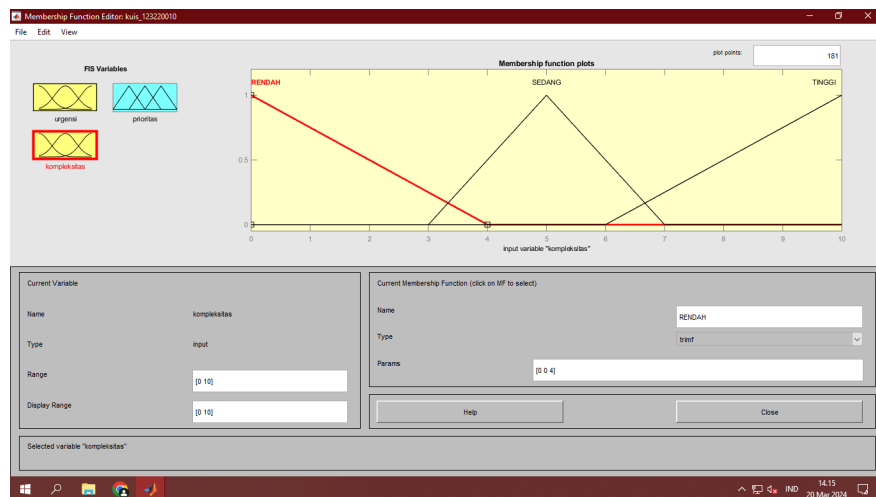 Membership Function Editor: kuis_123220010
File Edit View
FIS Variables
urgensi
prioritas
kompleksitas
plot points:
181
Membership function plots
RENDAH
SEDANG
TINGGI
1
0.5
0
0 1 2 3 4 5 6 7 8 9 10
input variable "kompleksitas"
Current Variable
Name kompleksitas
Type input
Range [0 10]
Display Range [0 10]
Current Membership Function (click on MF to select)
Name RENDAH
Type trimf
Params [0 0 4]
Help Close
Selected variable "kompleksitas"
IND
14.15
20 Mar 2024